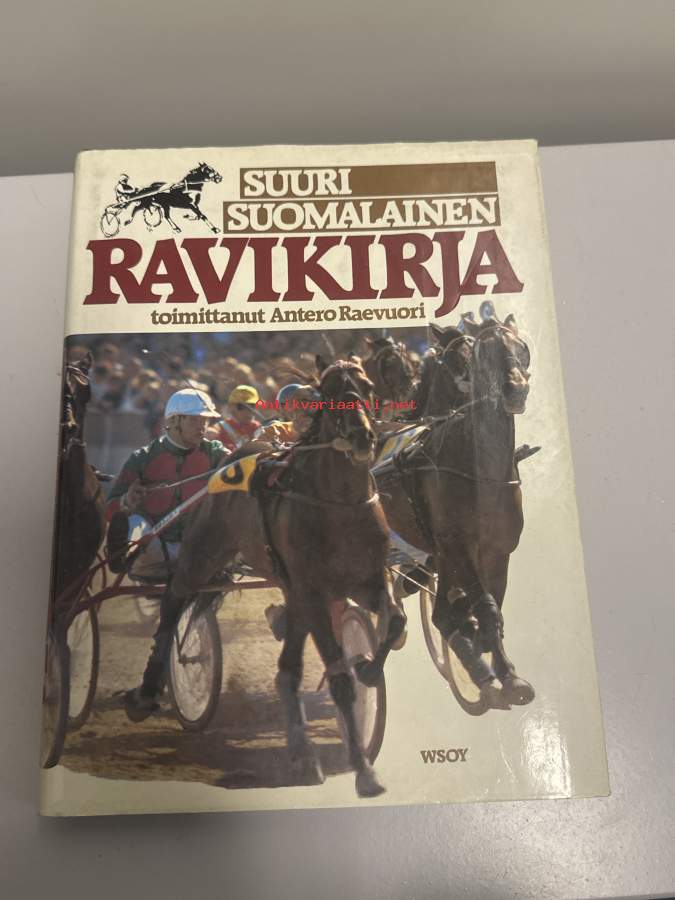 SUURI
SUOMALAINEN
RAVIKIRJA
toimittanut Antero Raevuori
Antikvariaatti.net
WSOY